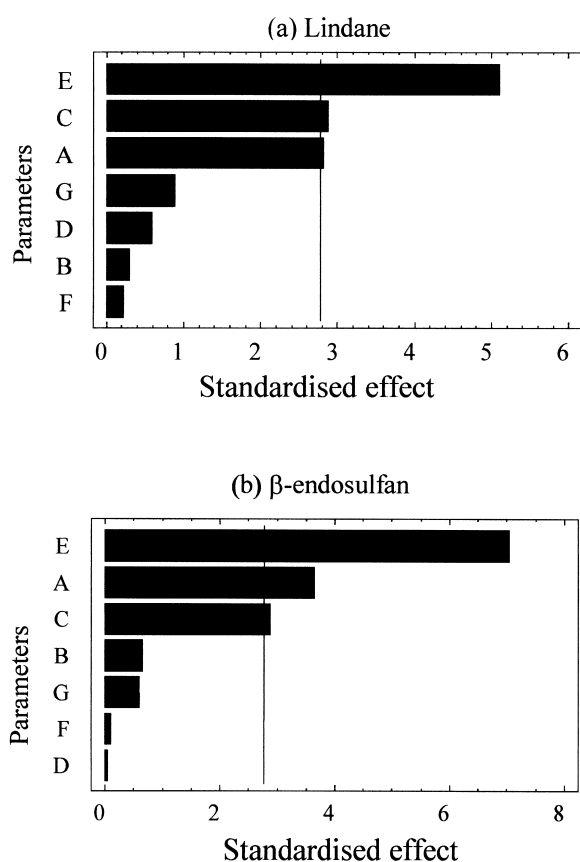 (a) Lindane
E
C
A
G
D
B
F
Parameters
0 1 2 3 4 5 6
Standardised effect
(b) β-endosulfan
E
A
C
B
G
F
D
Parameters
0 2 4 6 8
Standardised effect